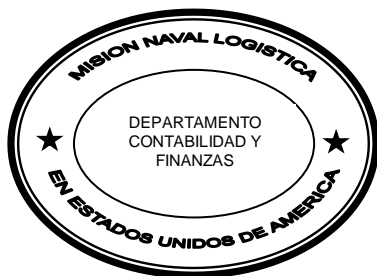 MISION NAVAL LOGISTICA
DEPARTAMENTO
CONTABILIDAD Y
FINANZAS
EN ESTADOS UNIDOS DE AMERICA